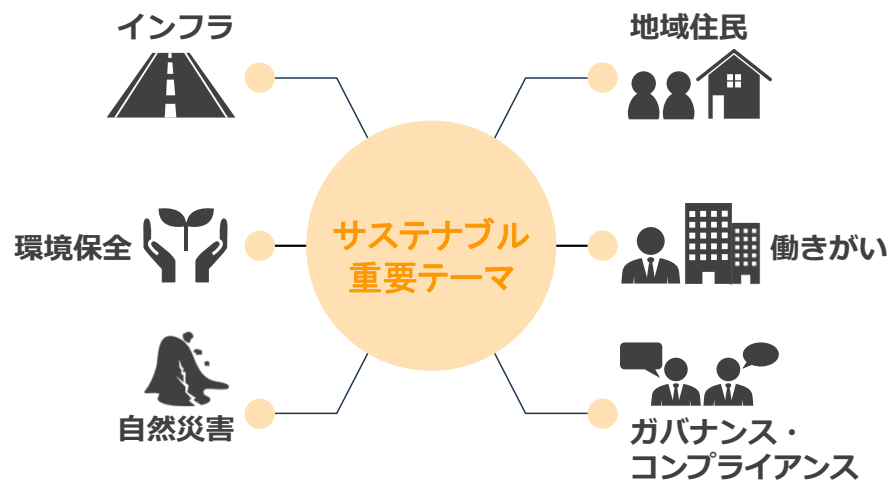 インフラ
地域住民
環境保全
サステナブル
重要テーマ
働きがい
自然災害
ガバナンス・
コンプライアンス